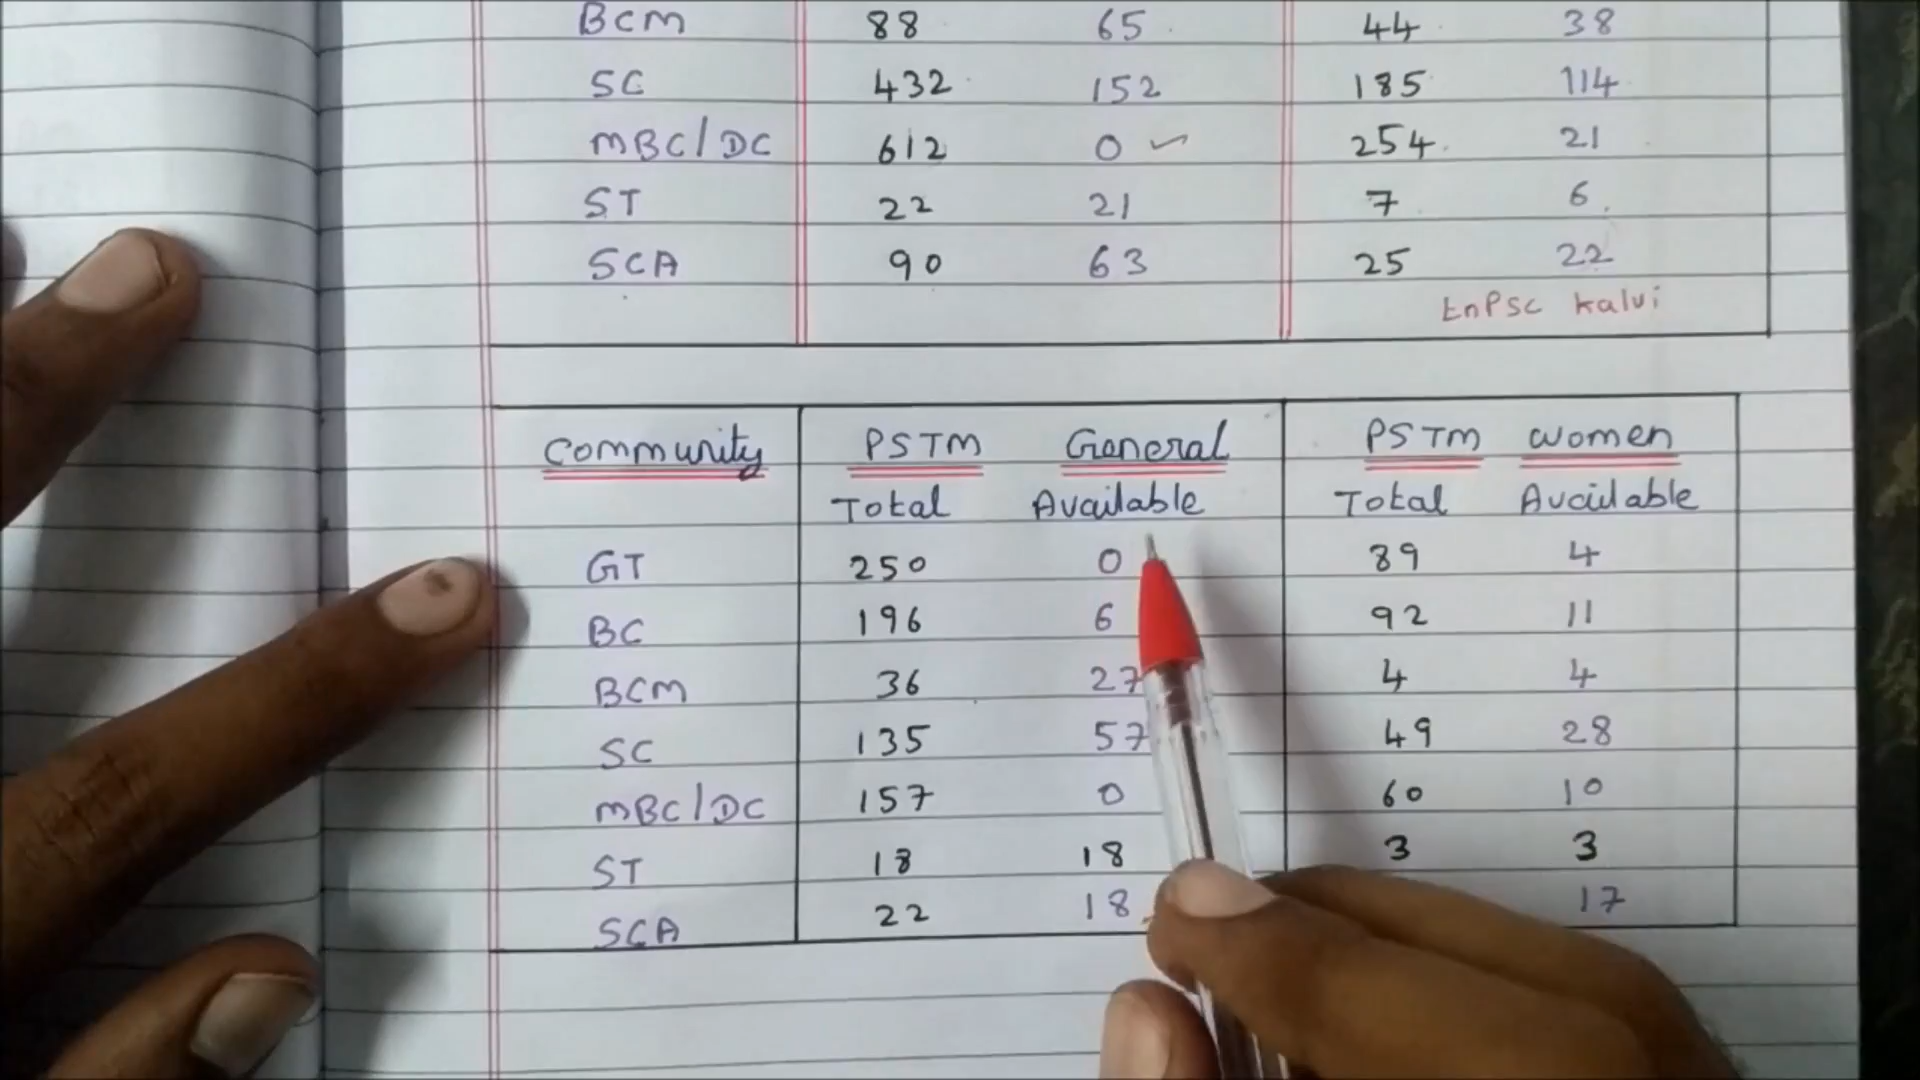 BCM 88 65 44 38
SC 432 152 185 114
MBC/DC 612 0 254 21
ST 22 21 7 6
SCA 90 63 25 22
tnPSC kalvi
Community PSTM General PSTM women
Total Available Total Available
GT 250 0 89 4
BC 196 6 92 11
BCM 36 27 4 4
SC 135 57 49 28
MBC/DC 157 0 60 10
ST 18 18 3 3
SCA 22 18 17